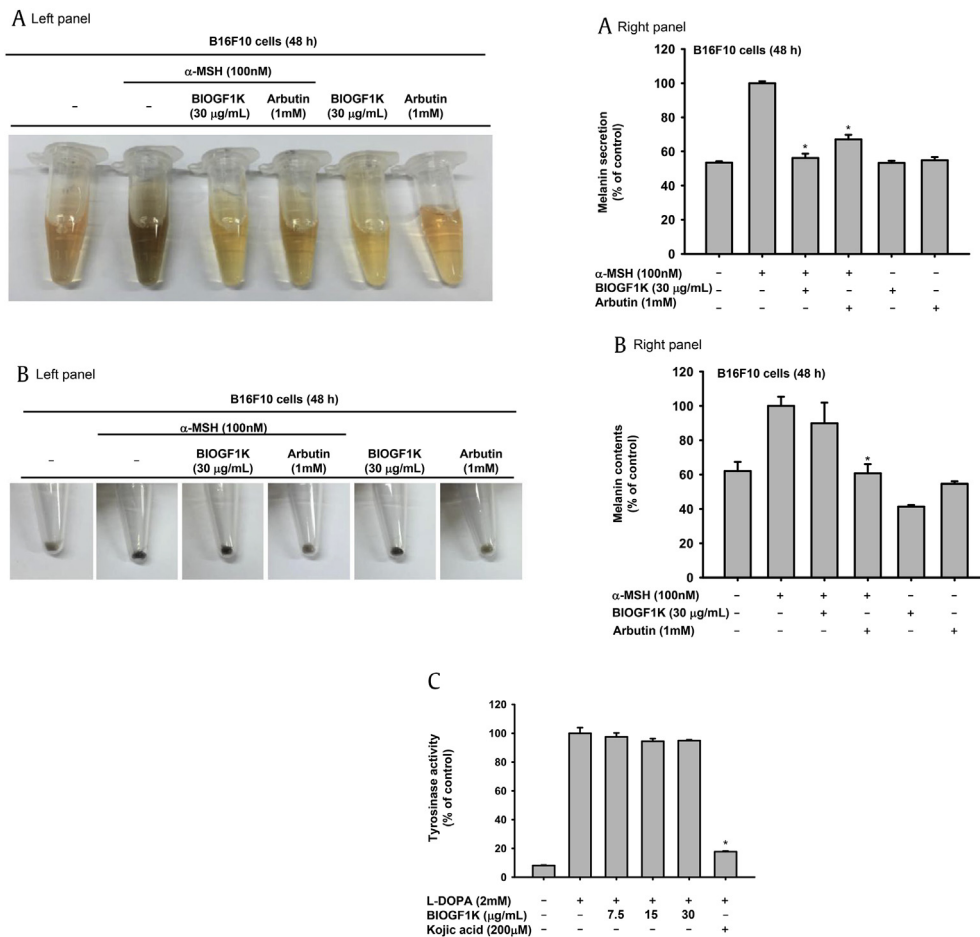 A Left panel
B16F10 cells (48 h)
α-MSH (100nM)
– – BIOGF1K Arbutin BIOGF1K Arbutin
(30 µg/mL) (1mM) (30 µg/mL) (1mM)
A Right panel
B16F10 cells (48 h)
Melanin secretion
(% of control)
120
100
80
60
40
20
0
* *
α-MSH (100nM) – + + + – –
BIOGF1K (30 µg/mL) – – + – + –
Arbutin (1mM) – – – + – +
B Left panel
B16F10 cells (48 h)
α-MSH (100nM)
– – BIOGF1K Arbutin BIOGF1K Arbutin
(30 µg/mL) (1mM) (30 µg/mL) (1mM)
B Right panel
B16F10 cells (48 h)
Melanin contents
(% of control)
120
100
80
60
40
20
0
*
α-MSH (100nM) – + + + – –
BIOGF1K (30 µg/mL) – – + – + –
Arbutin (1mM) – – – + – +
C
Tyrosinase activity
(% of control)
120
100
80
60
40
20
0
*
L-DOPA (2mM) – + + + + +
BIOGF1K (µg/mL) – – 7.5 15 30 –
Kojic acid (200µM) – – – – – +